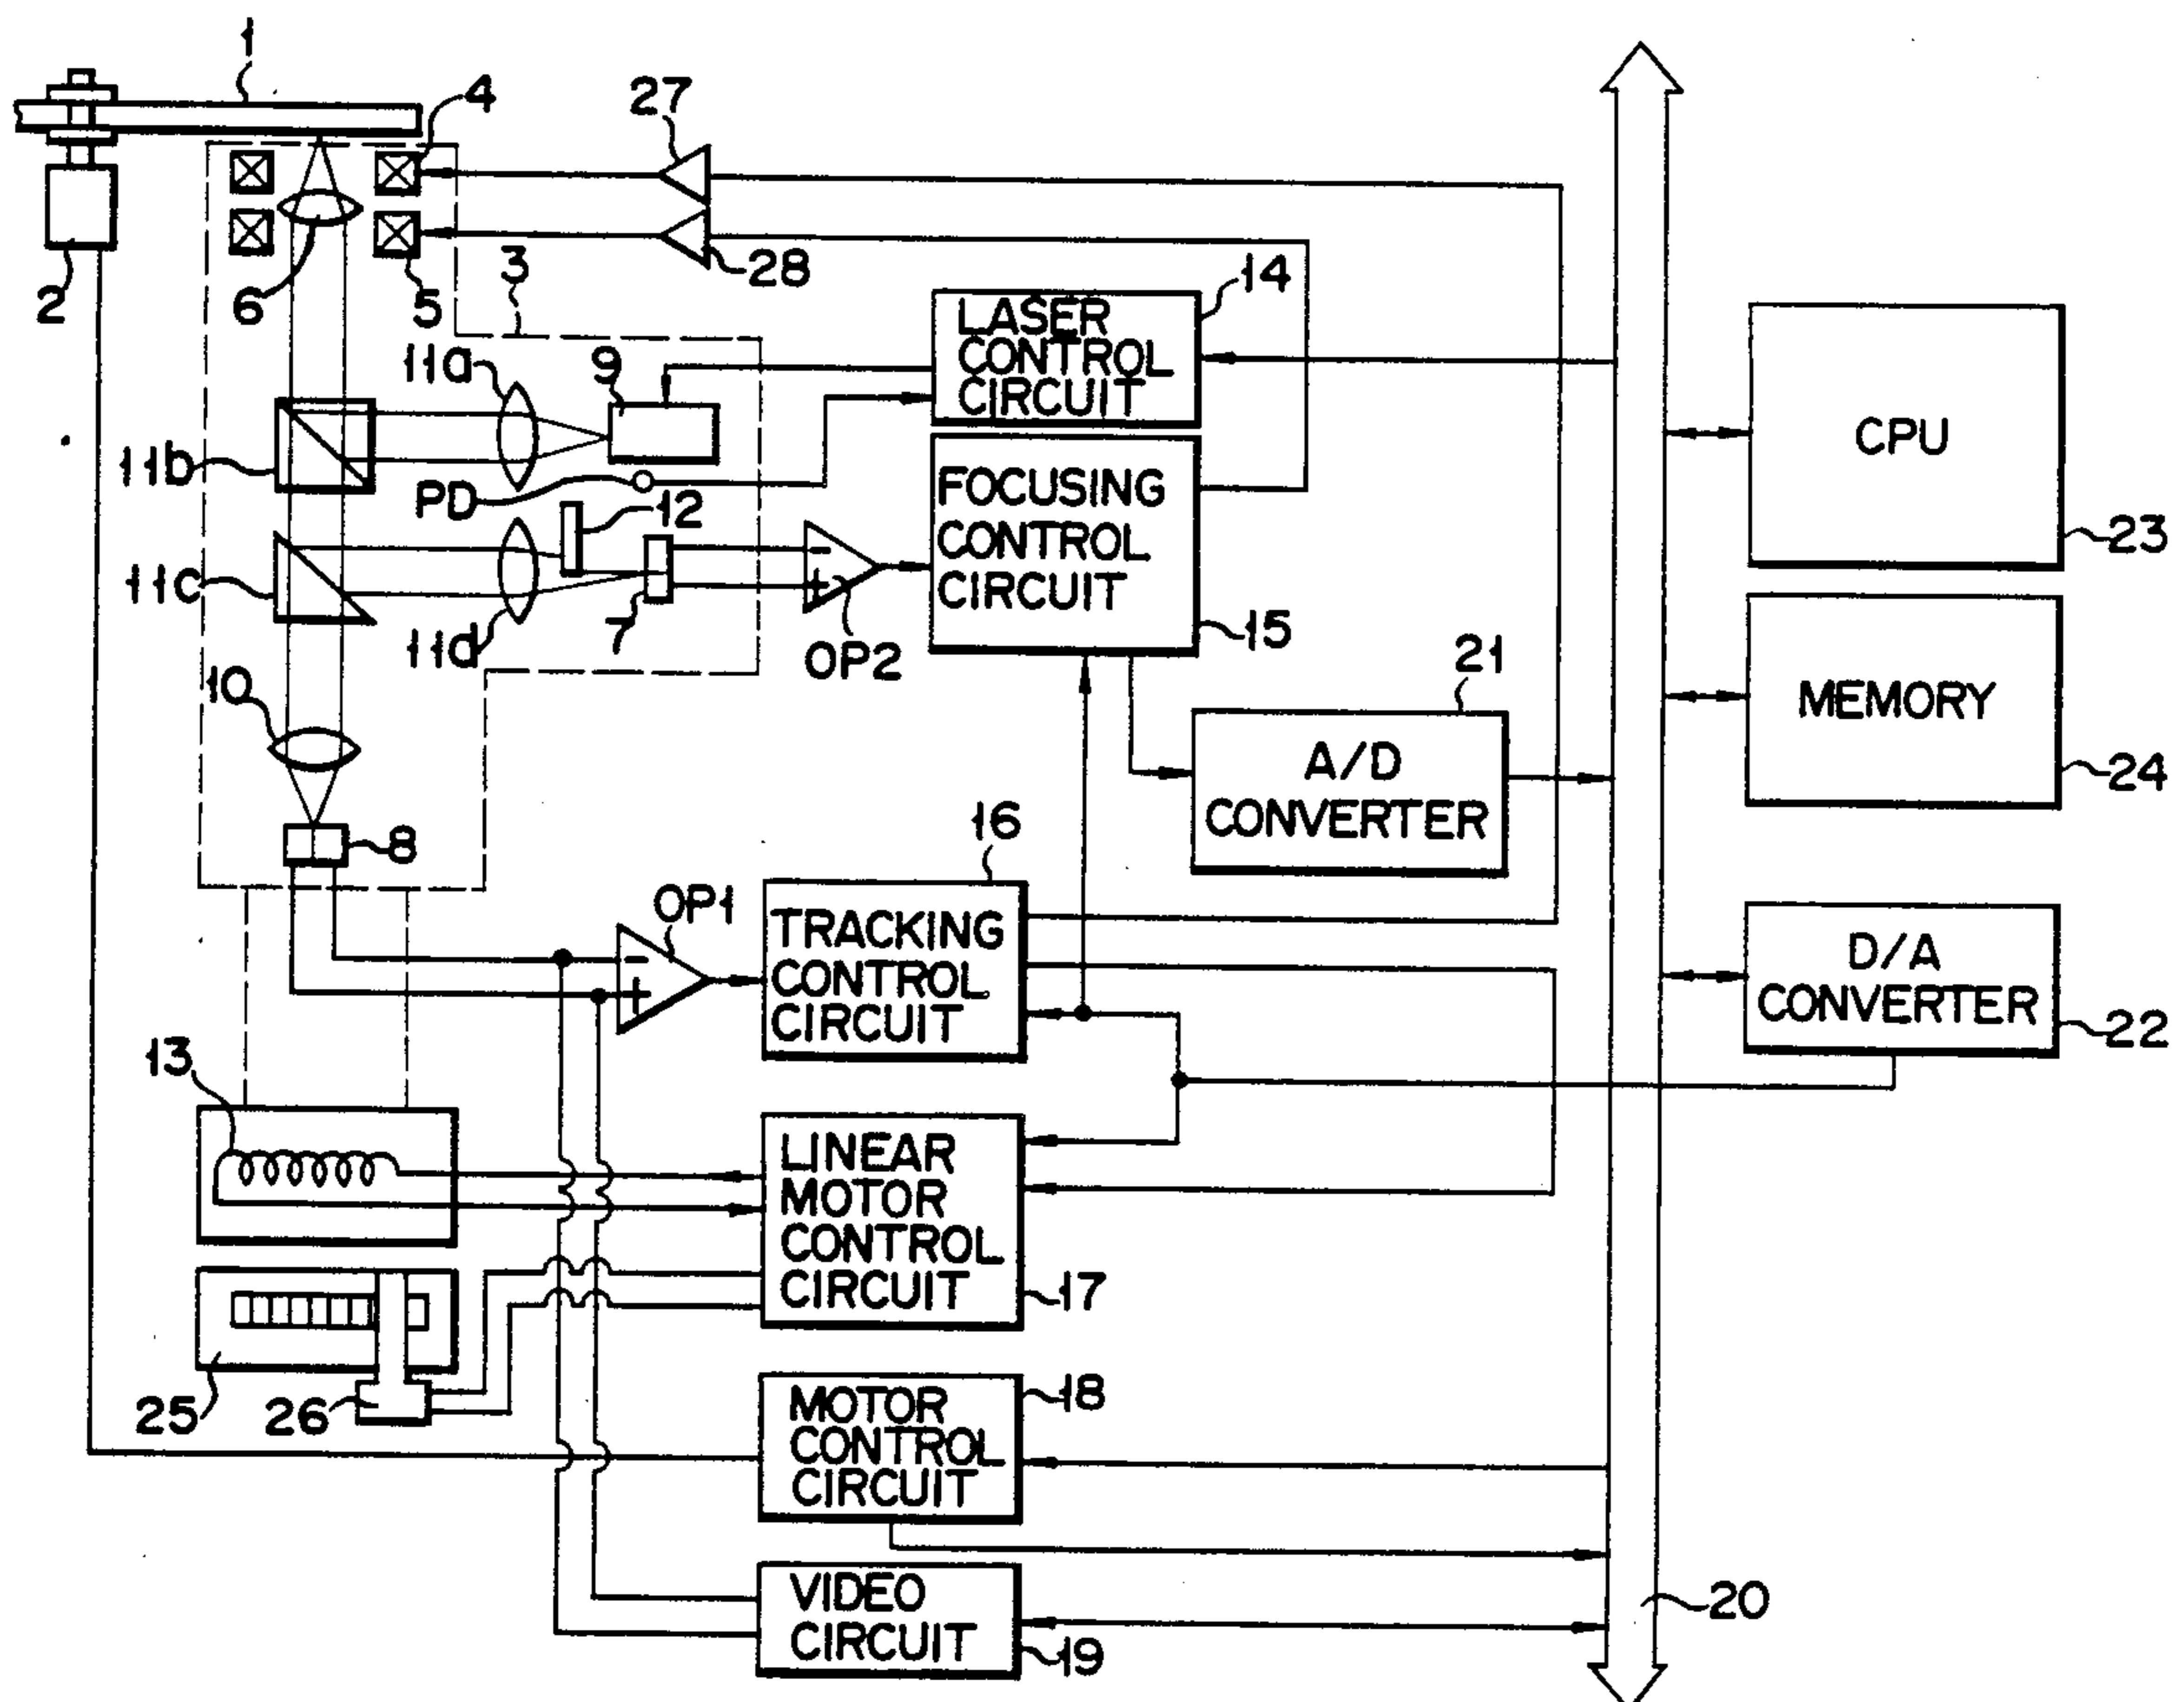 1
4
27
2
6
5
3
28
14
LASER
CONTROL
CIRCUIT
11a
9
CPU
11b
PD
12
FOCUSING
CONTROL
CIRCUIT
23
11c
11d
7
OP2
15
21
MEMORY
10
A/D
CONVERTER
24
8
16
OP1
TRACKING
CONTROL
CIRCUIT
D/A
CONVERTER
22
13
LINEAR
MOTOR
CONTROL
CIRCUIT
17
25
26
18
MOTOR
CONTROL
CIRCUIT
VIDEO
CIRCUIT
19
20
- 
+
-
+